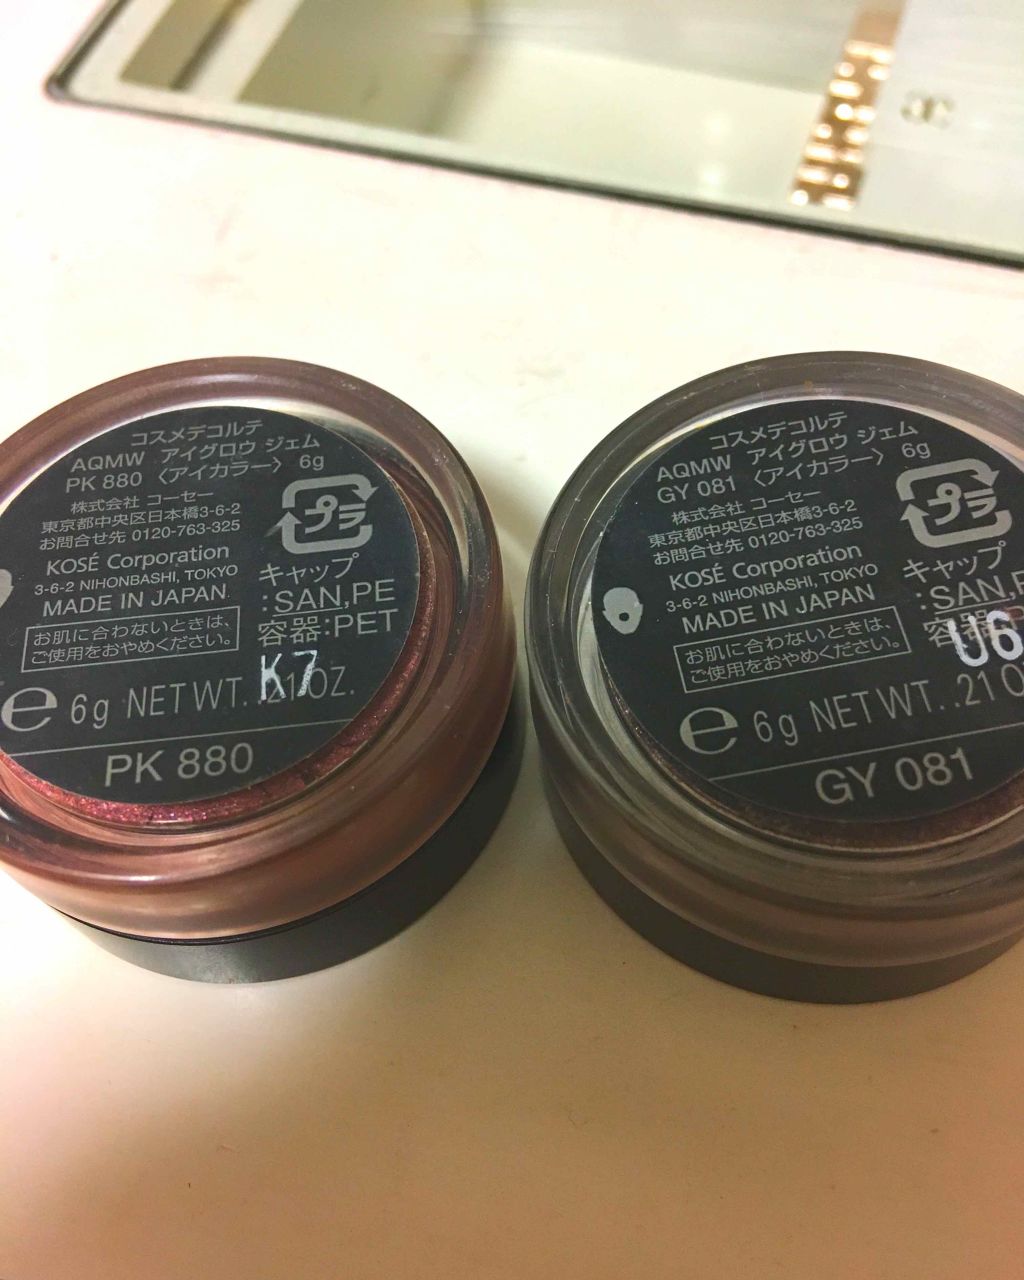 コスメデコルテ
AQMW アイグロウ ジェム
PK 880 〈アイカラー〉 6g
株式会社 コーセー
東京都中央区日本橋3-6-2
お問合せ先 0120-763-325
KOSÉ Corporation
3-6-2 NIHONBASHI, TOKYO
MADE IN JAPAN
お肌に合わないときは、
ご使用をおやめください。
プラ
キャップ
:SAN,PE
容器:PET
K7
e 6g NET WT. .21 OZ.
PK 880
コスメデコルテ
AQMW アイグロウ ジェム
GY 081 〈アイカラー〉 6g
株式会社 コーセー
東京都中央区日本橋3-6-2
お問合せ先 0120-763-325
KOSÉ Corporation
3-6-2 NIHONBASHI, TOKYO
MADE IN JAPAN
お肌に合わないときは、
ご使用をおやめください。
プラ
キャップ
:SAN,P
容器
U6
e 6g NET WT. .21 O
GY 081